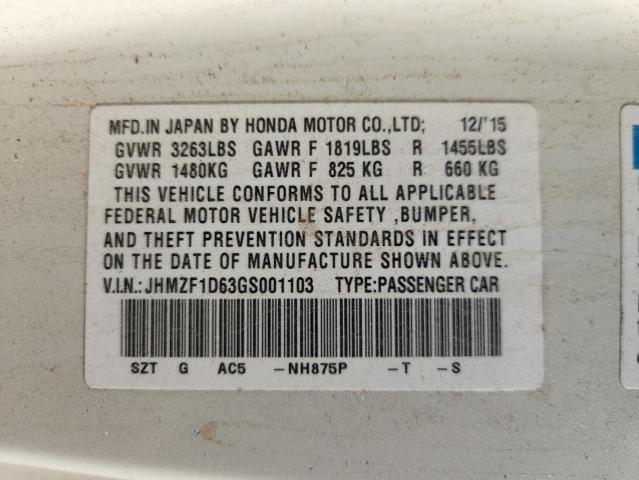 MFD.IN JAPAN BY HONDA MOTOR CO.,LTD; 12/'15
GVWR 3263LBS GAWR F 1819LBS R 1455LBS
GVWR 1480KG GAWR F 825 KG R 660 KG
THIS VEHICLE CONFORMS TO ALL APPLICABLE
FEDERAL MOTOR VEHICLE SAFETY ,BUMPER,
AND THEFT PREVENTION STANDARDS IN EFFECT
ON THE DATE OF MANUFACTURE SHOWN ABOVE.
V.I.N.:JHMZF1D63GS001103 TYPE:PASSENGER CAR
SZT G AC5 -NH875P -T -S